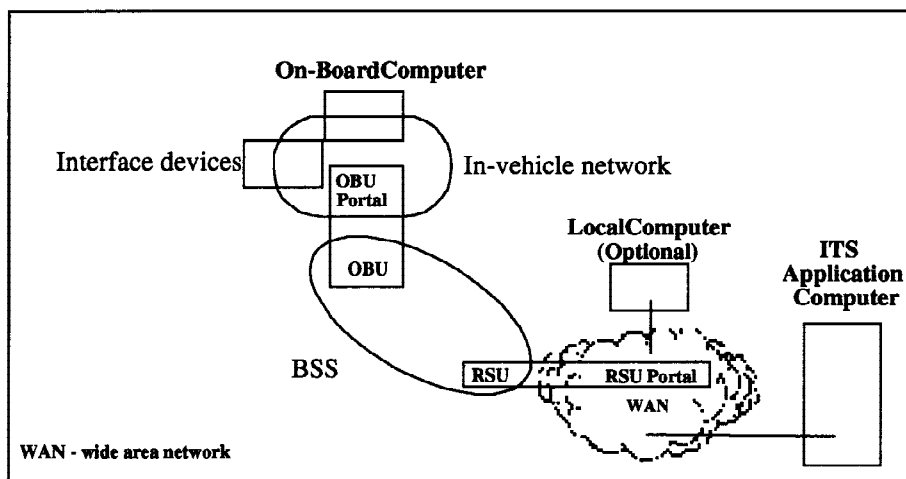 On-BoardComputer
Interface devices
In-vehicle network
OBU
Portal
OBU
LocalComputer
(Optional)
ITS
Application
Computer
BSS
RSU
RSU Portal
WAN
WAN - wide area network